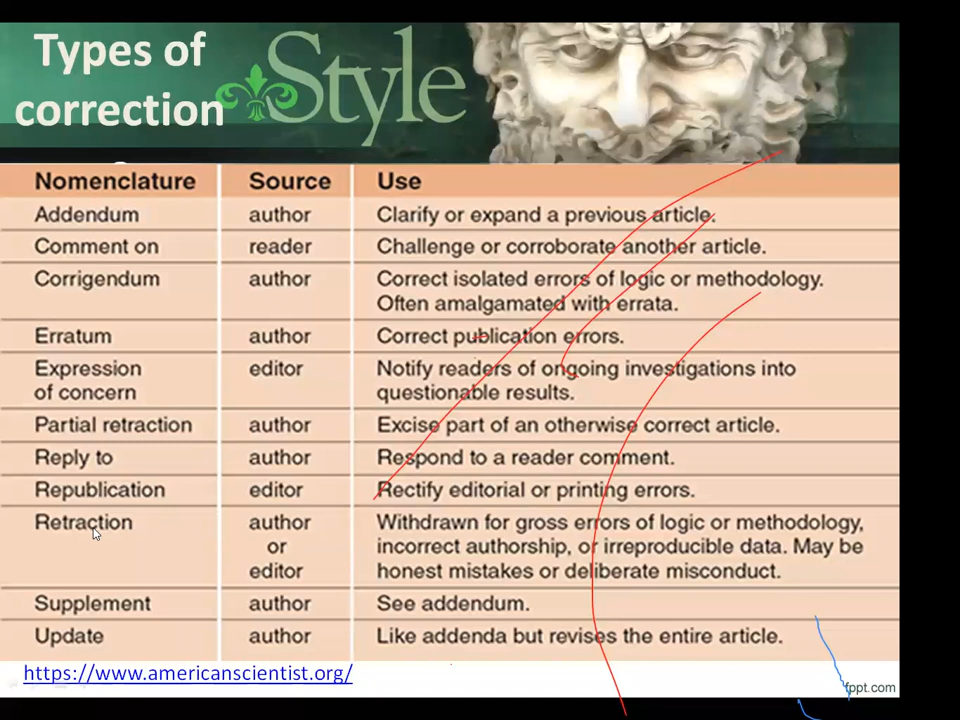 Types of
correction
Style
Nomenclature Source Use
Addendum author Clarify or expand a previous article.
Comment on reader Challenge or corroborate another article.
Corrigendum author Correct isolated errors of logic or methodology.
Often amalgamated with errata.
Erratum author Correct publication errors.
Expression editor Notify readers of ongoing investigations into
of concern questionable results.
Partial retraction author Excise part of an otherwise correct article.
Reply to author Respond to a reader comment.
Republication editor Rectify editorial or printing errors.
Retraction author Withdrawn for gross errors of logic or methodology,
or incorrect authorship, or irreproducible data. May be
editor honest mistakes or deliberate misconduct.
Supplement author See addendum.
Update author Like addenda but revises the entire article.
https://www.americanscientist.org/
fppt.com